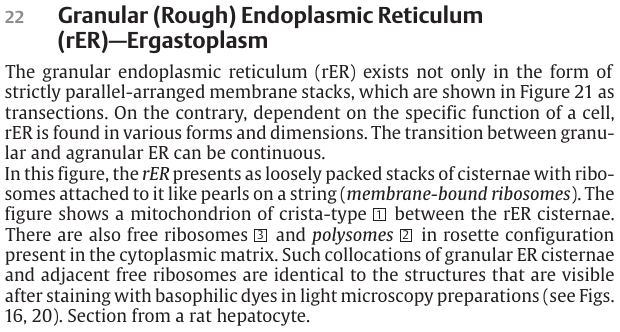 22 Granular (Rough) Endoplasmic Reticulum
(rER)—Ergastoplasm
The granular endoplasmic reticulum (rER) exists not only in the form of
strictly parallel-arranged membrane stacks, which are shown in Figure 21 as
transections. On the contrary, dependent on the specific function of a cell,
rER is found in various forms and dimensions. The transition between granu-
lar and agranular ER can be continuous.
In this figure, the rER presents as loosely packed stacks of cisternae with ribo-
somes attached to it like pearls on a string (membrane-bound ribosomes). The
figure shows a mitochondrion of crista-type 1 between the rER cisternae.
There are also free ribosomes 3 and polysomes 2 in rosette configuration
present in the cytoplasmic matrix. Such collocations of granular ER cisternae
and adjacent free ribosomes are identical to the structures that are visible
after staining with basophilic dyes in light microscopy preparations (see Figs.
16, 20). Section from a rat hepatocyte.